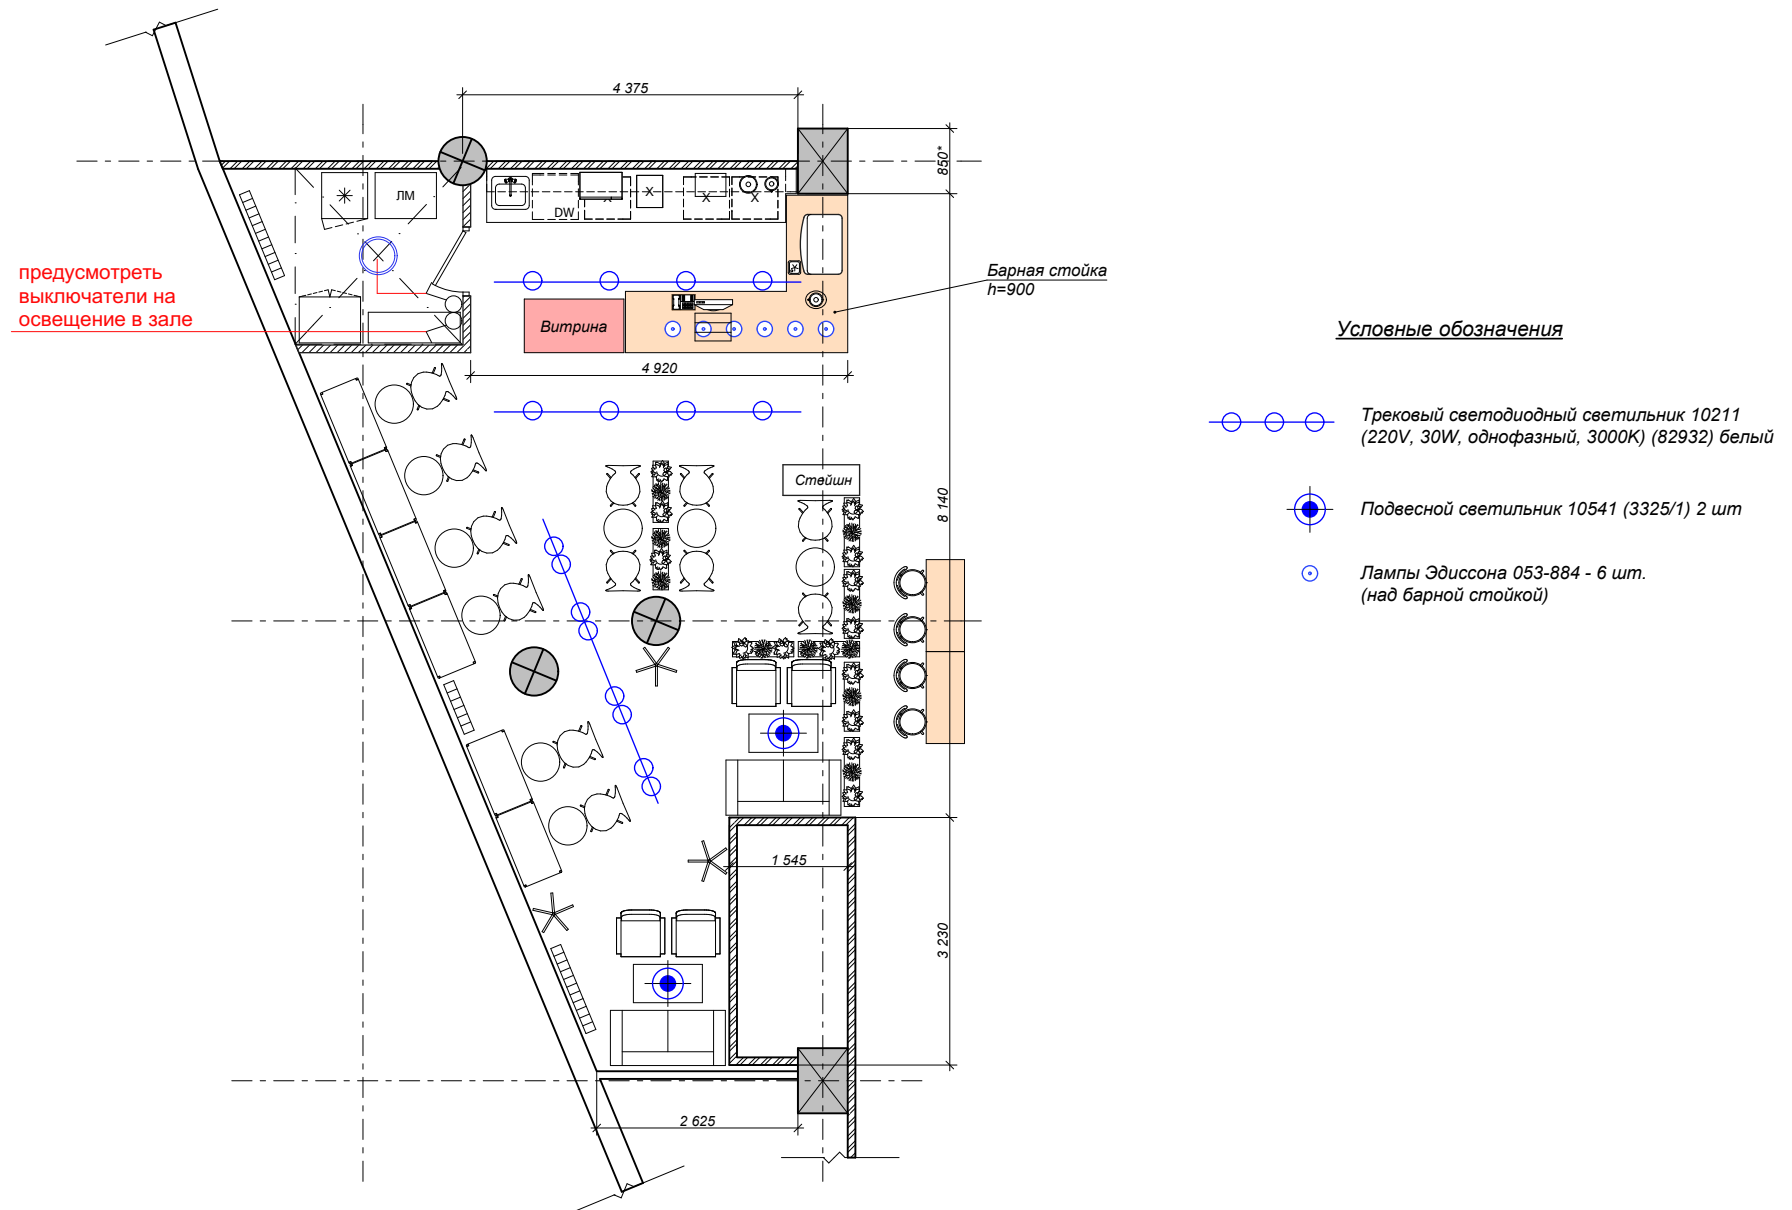 4 375
850*
ЛМ
DW
X
X
X
X
предусмотреть
выключатели на
освещение в зале
Барная стойка
h=900
Витрина
4 920
Стейшн
8 140
1 545
3 230
2 625
Условные обозначения
Трековый светодиодный светильник 10211
(220V, 30W, однофазный, 3000K) (82932) белый
Подвесной светильник 10541 (3325/1) 2 шт
Лампы Эдиссона 053-884 - 6 шт.
(над барной стойкой)